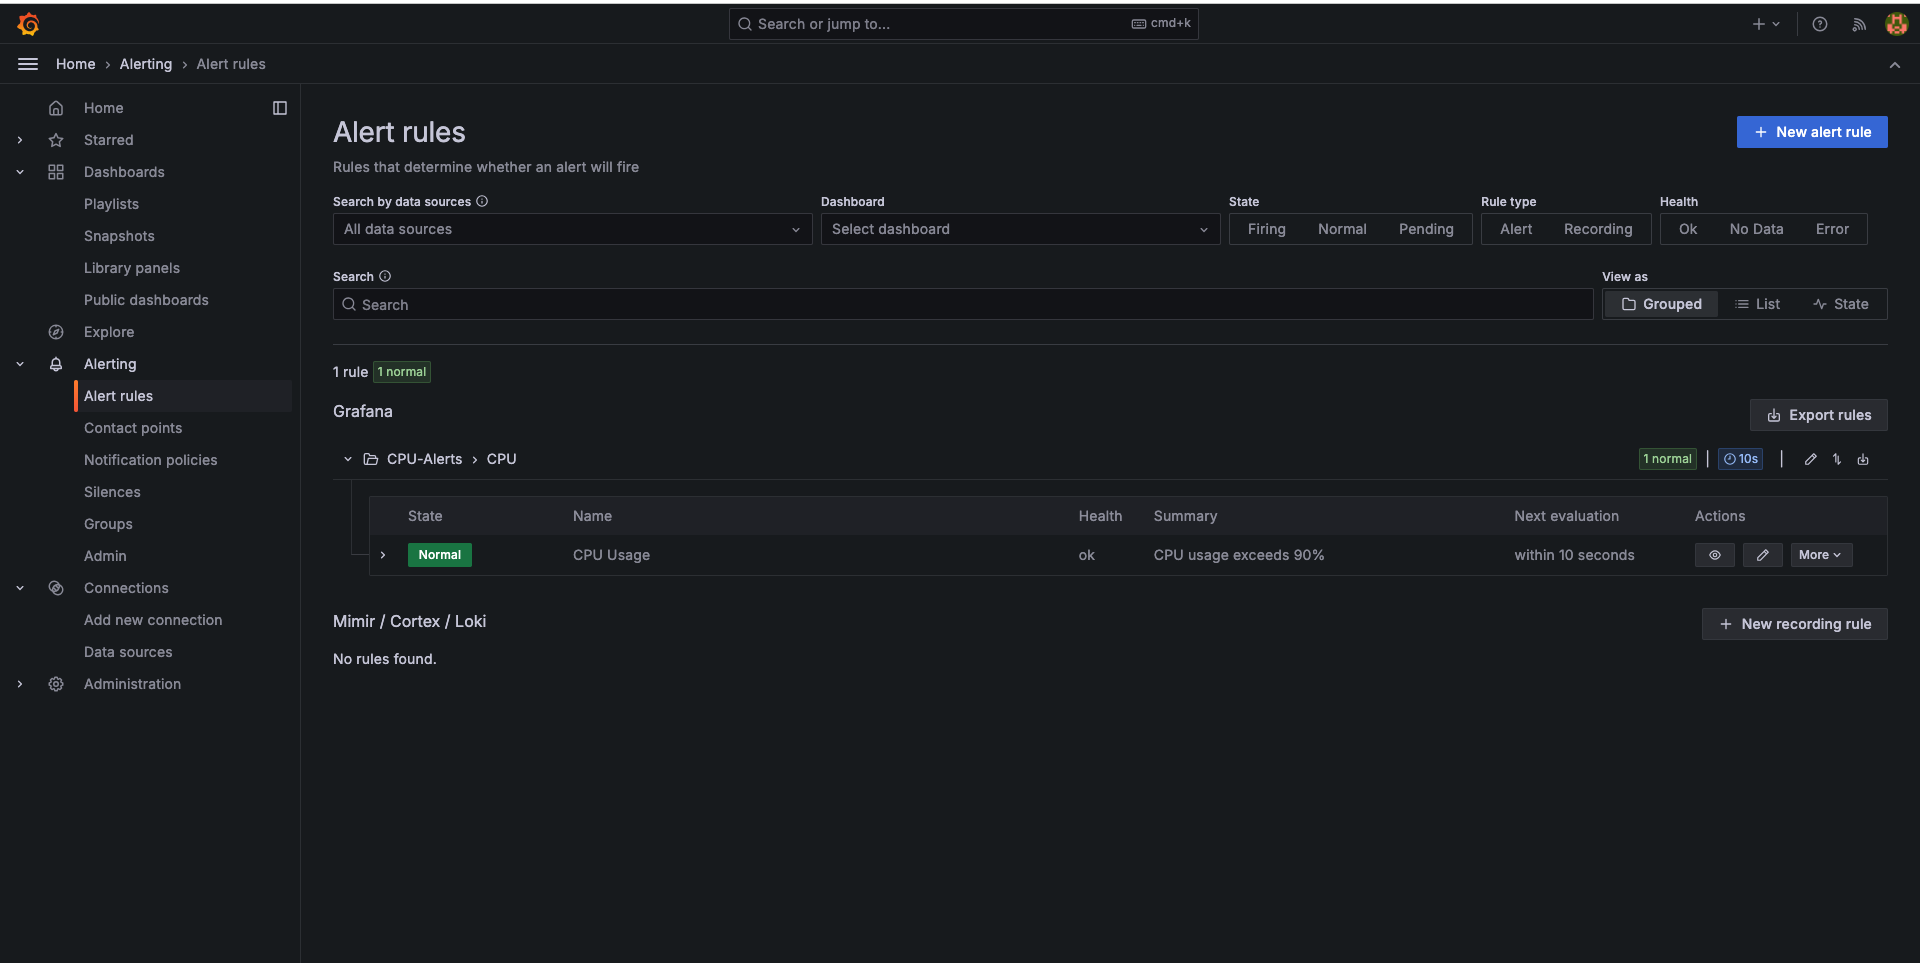 Search or jump to...
cmd+k
Home
Alerting
Alert rules
Home
Starred
Dashboards
Playlists
Snapshots
Library panels
Public dashboards
Explore
Alerting
Alert rules
Contact points
Notification policies
Silences
Groups
Admin
Connections
Add new connection
Data sources
Administration
Alert rules
New alert rule
Rules that determine whether an alert will fire
Search by data sources
Dashboard
State
Rule type
Health
All data sources
Select dashboard
Firing Normal Pending
Alert Recording
Ok No Data Error
Search
View as
Search
Grouped List State
1 rule 1 normal
Grafana
Export rules
CPU-Alerts > CPU
1 normal | 10s |
State Name Health Summary Next evaluation Actions
Normal CPU Usage ok CPU usage exceeds 90% within 10 seconds More
Mimir / Cortex / Loki
New recording rule
No rules found.